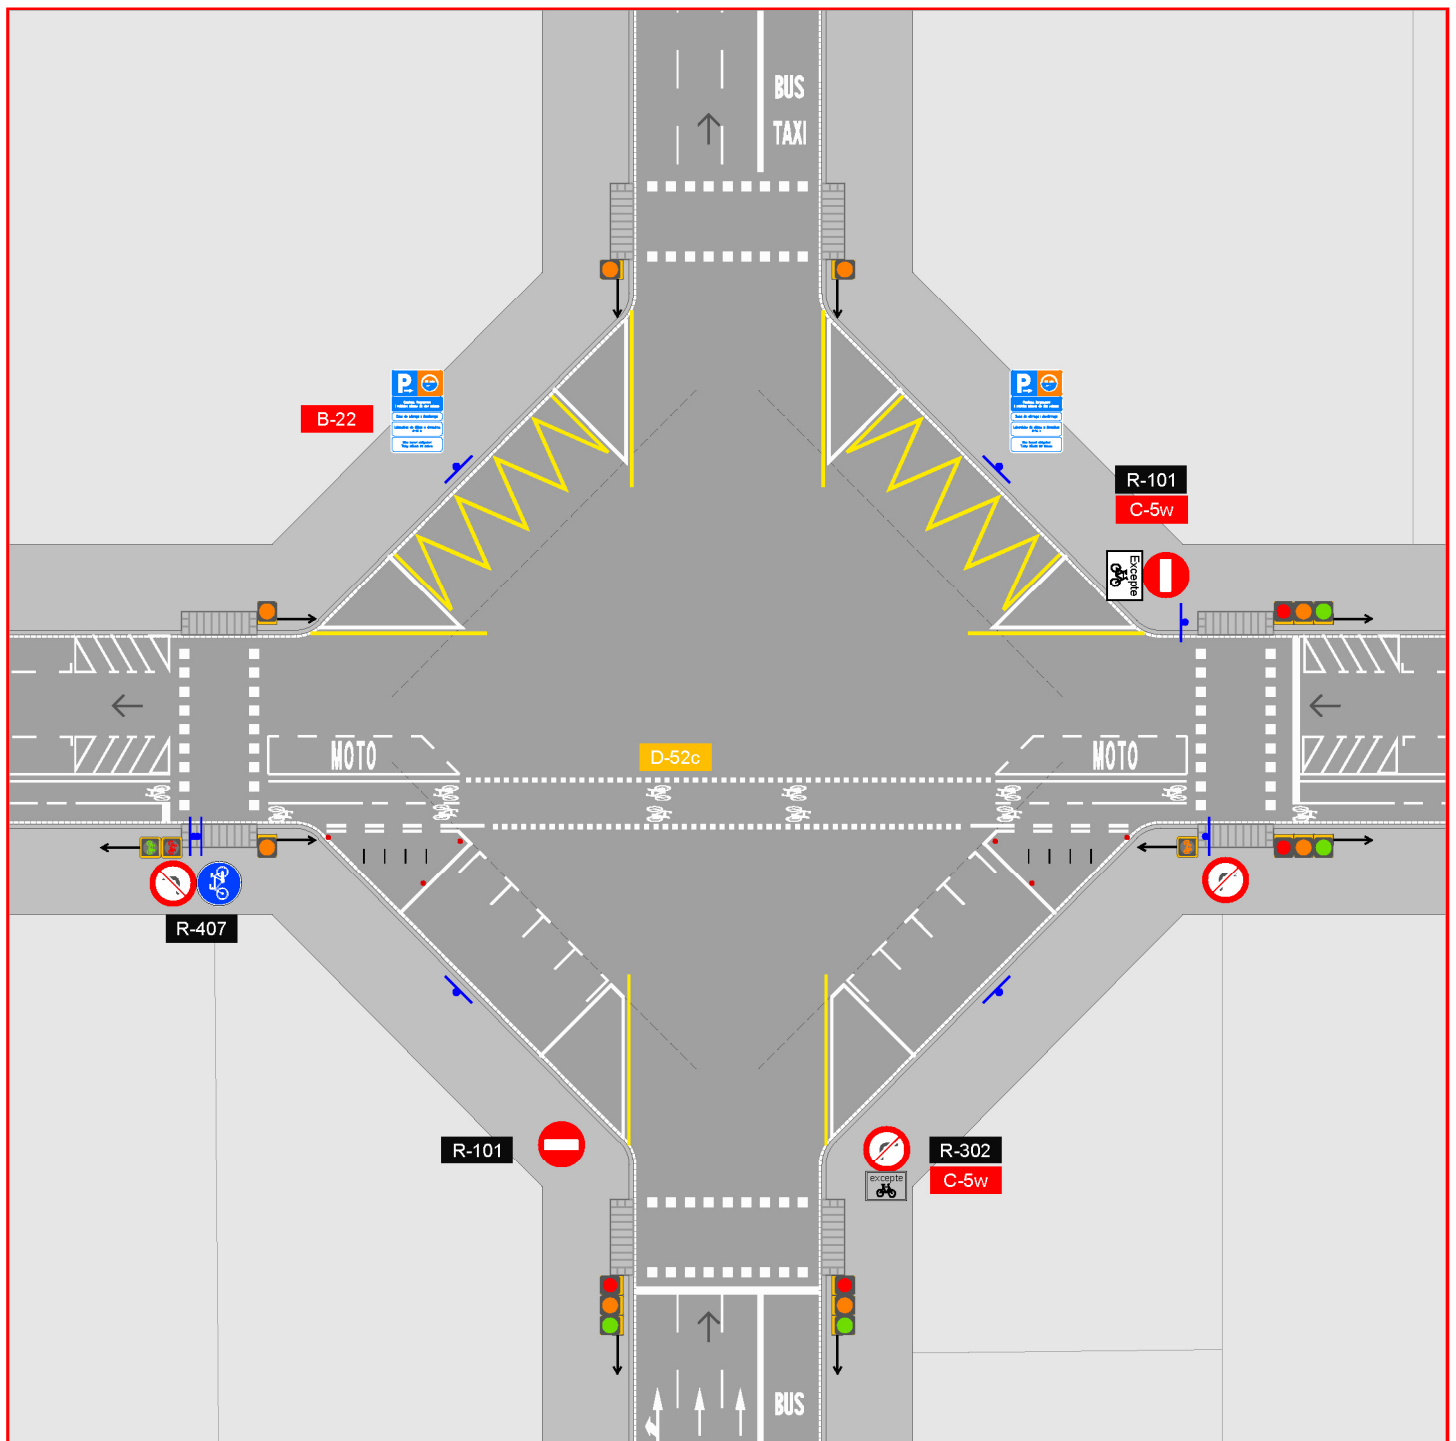 BUS
TAXI
P
P
B-22
R-101
C-5w
Excepte
MOTO
D-52c
MOTO
R-407
R-101
R-302
excepte
C-5w
BUS